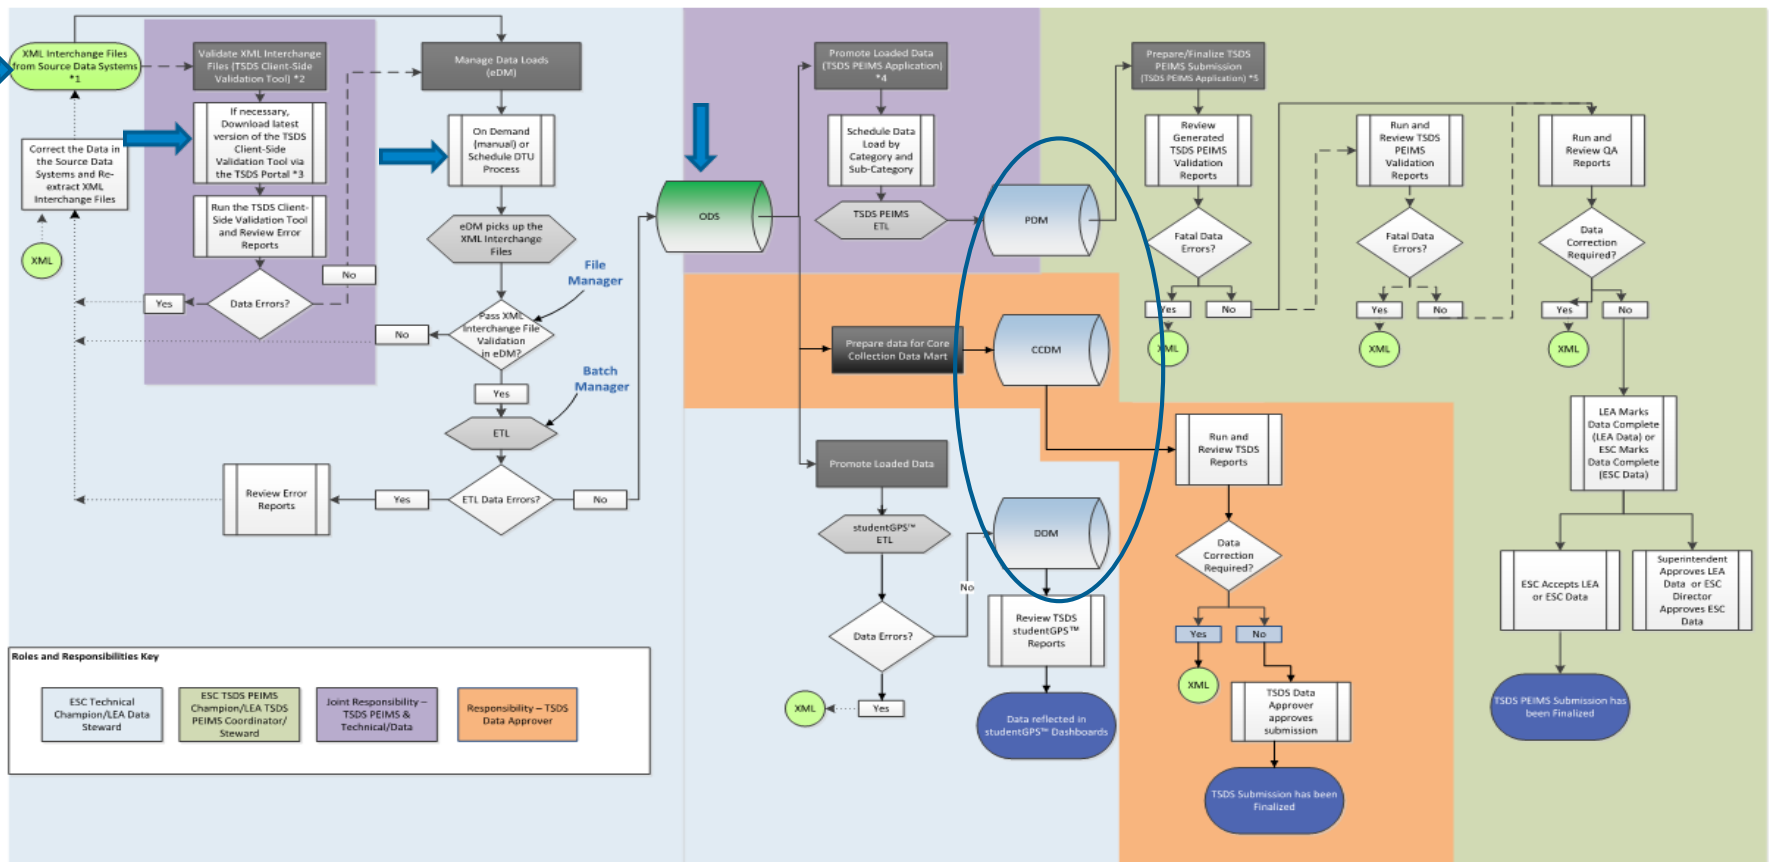 XML Interchange Files
from Source Data Systems
*1
Validate XML Interchange
Files (TSDS Client-Side
Validation Tool) *2
Manage Data Loads
(eDM)
If necessary,
Download latest
version of the TSDS
Client-Side
Validation Tool via
the TSDS Portal *3
On Demand
(manual) or
Schedule DTU
Process
Correct the Data in
the Source Data
Systems and Re-
extract XML
Interchange Files
Run the TSDS Client-
Side Validation Tool
and Review Error
Reports
XML
eDM picks up the
XML Interchange
Files
No
File
Manager
Yes
Data Errors?
No
Pass XML
Interchange File
Validation
in eDM?
Batch
Manager
Yes
ETL
Review Error
Reports
Yes
ETL Data Errors?
No
ODS
Promote Loaded Data
(TSDS PEIMS Application)
*4
Schedule Data
Load by
Category and
Sub-Category
TSDS PEIMS
ETL
PDM
Prepare data for Core
Collection Data Mart
CCDM
Promote Loaded Data
studentGPS™
ETL
DDM
No
Data Errors?
Review TSDS
studentGPS™
Reports
XML
Yes
Data reflected in
studentGPS™ Dashboards
Prepare/Finalize TSDS
PEIMS Submission
(TSDS PEIMS Application) *5
Review
Generated
TSDS PEIMS
Validation
Reports
Run and
Review TSDS
PEIMS
Validation
Reports
Run and
Review QA
Reports
Fatal Data
Errors?
Fatal Data
Errors?
Data
Correction
Required?
Yes
No
Yes
No
Yes
No
XML
XML
XML
Run and
Review TSDS
Reports
LEA Marks
Data Complete
(LEA Data) or
ESC Marks
Data Complete
(ESC Data)
Data
Correction
Required?
ESC Accepts LEA
or ESC Data
Superintendent
Approves LEA
Data or ESC
Director
Approves ESC
Data
Yes
No
XML
TSDS Data
Approver
approves
submission
TSDS PEIMS Submission has
been Finalized
TSDS Submission has been
Finalized
Roles and Responsibilities Key
ESC Technical
Champion/LEA Data
Steward
ESC TSDS PEIMS
Champion/LEA TSDS
PEIMS Coordinator/
Steward
Joint Responsibility –
TSDS PEIMS &
Technical/Data
Responsibility – TSDS
Data Approver